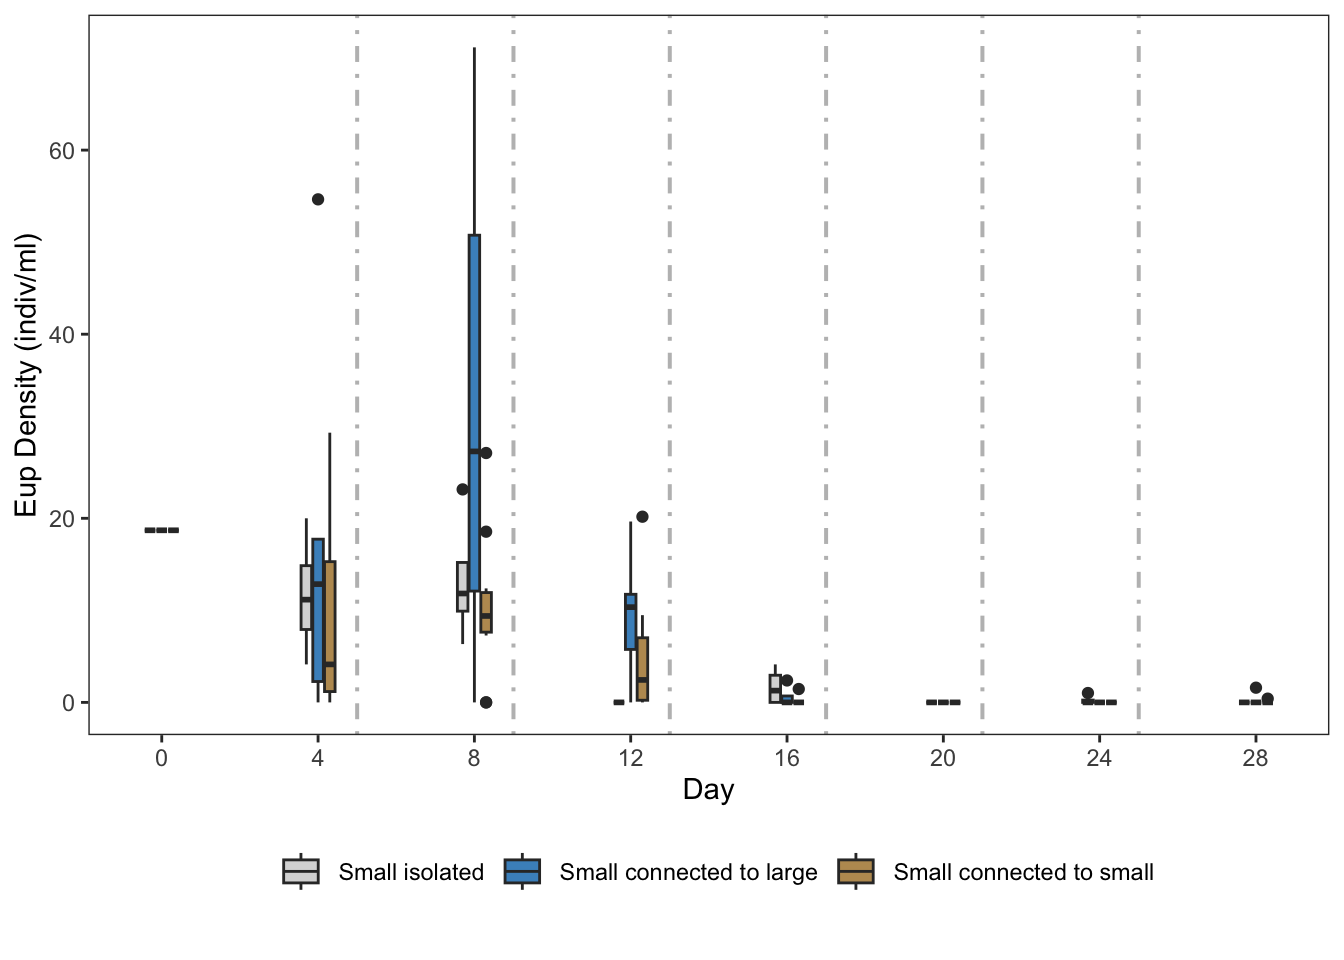 Eup Density (indiv/ml)
60
40
20
0
0 4 8 12 16 20 24 28
Day
Small isolated Small connected to large Small connected to small